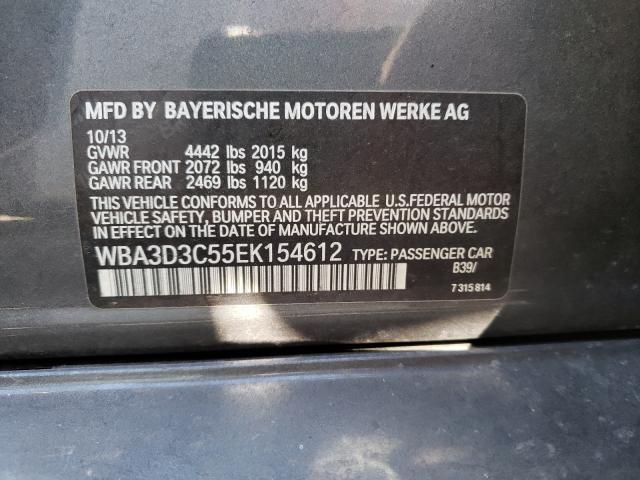 MFD BY BAYERISCHE MOTOREN WERKE AG
10/13
GVWR 4442 lbs 2015 kg
GAWR FRONT 2072 lbs 940 kg
GAWR REAR 2469 lbs 1120 kg
THIS VEHICLE CONFORMS TO ALL APPLICABLE U.S.FEDERAL MOTOR
VEHICLE SAFETY, BUMPER AND THEFT PREVENTION STANDARDS
IN EFFECT ON THE DATE OF MANUFACTURE SHOWN ABOVE.
WBA3D3C55EK154612 TYPE: PASSENGER CAR
B39/
7 315 814